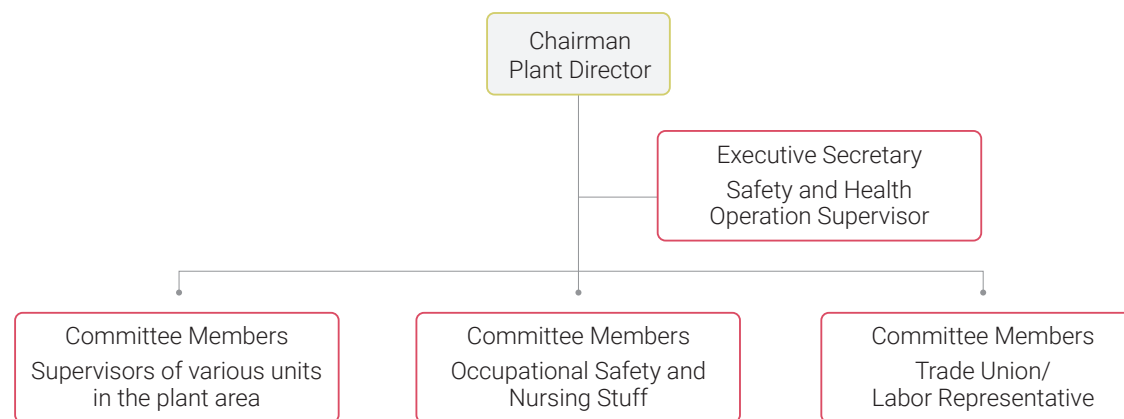 Chairman
Plant Director
Executive Secretary
Safety and Health
Operation Supervisor
Committee Members
Supervisors of various units
in the plant area
Committee Members
Occupational Safety and
Nursing Stuff
Committee Members
Trade Union/
Labor Representative